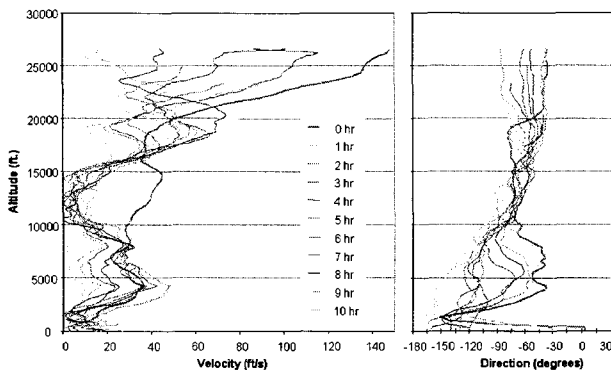 30000
25000
20000
15000
10000
5000
0
Altitude (ft.)
0 hr
1 hr
2 hr
3 hr
4 hr
5 hr
6 hr
7 hr
8 hr
9 hr
10 hr
0 20 40 60 80 100 120 140
Velocity (ft/s)
-180 -150 -120 -90 -60 -30 0 30
Direction (degrees)